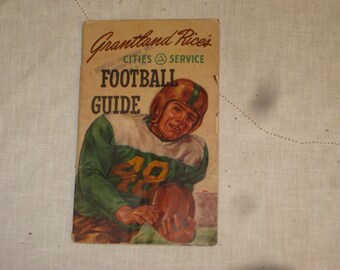 Grantland Rice's
CITIES SERVICE
FOOTBALL
GUIDE
48